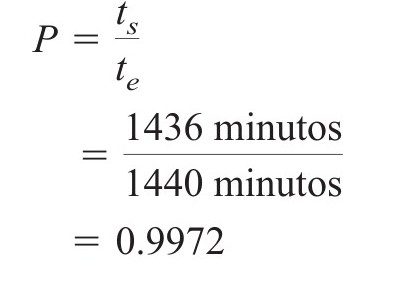 P = t_s / t_e
= 1436 minutos / 1440 minutos
= 0.9972